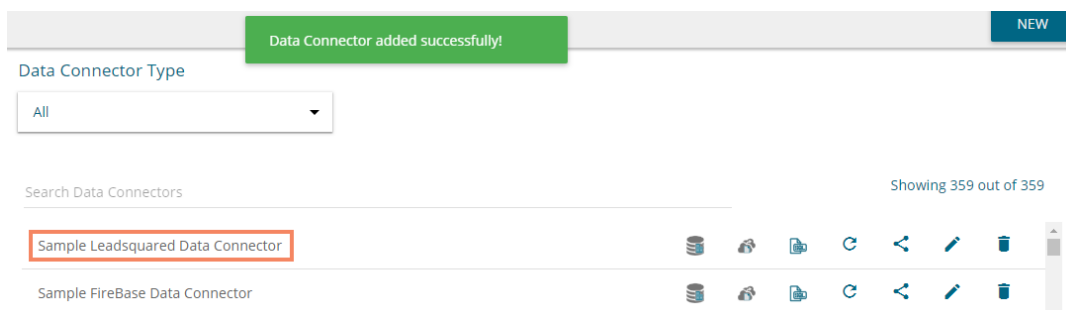 NEW
Data Connector added successfully!
Data Connector Type
All
Search Data Connectors
Showing 359 out of 359
Sample Leadsquared Data Connector
Sample FireBase Data Connector